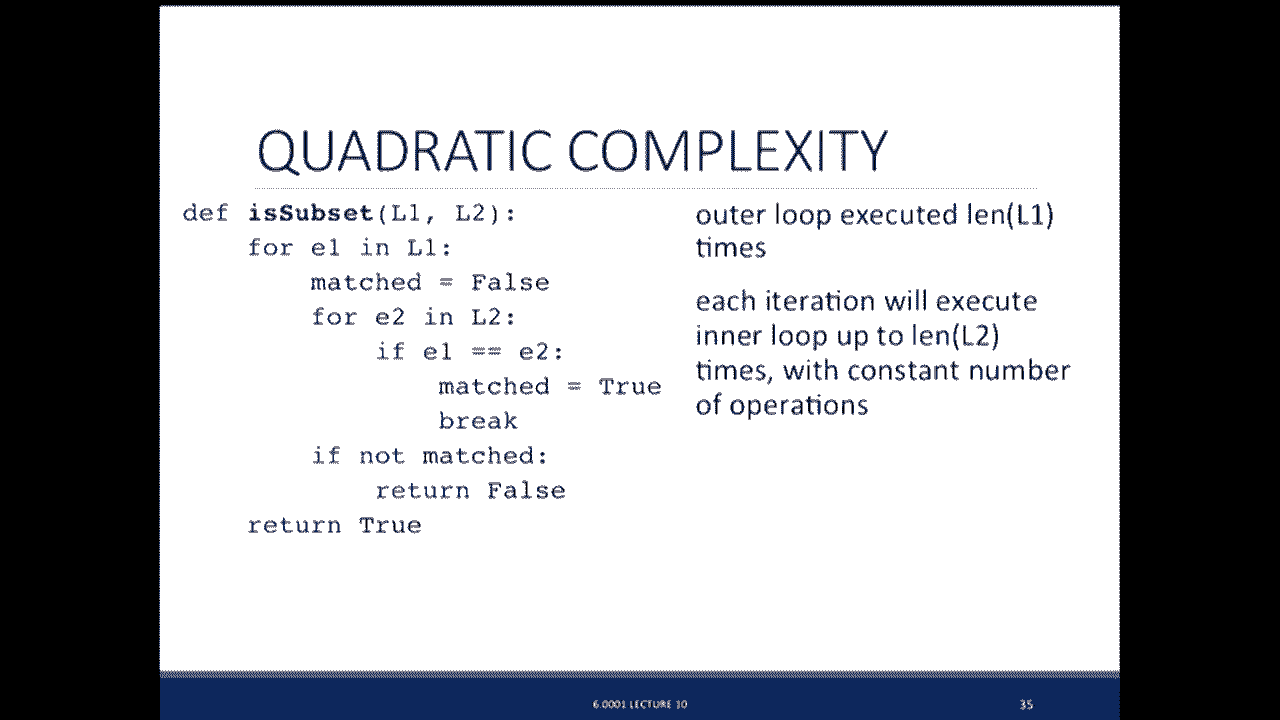 QUADRATIC COMPLEXITY
def isSubset(L1, L2):
    for e1 in L1:
        matched = False
        for e2 in L2:
            if e1 == e2:
                matched = True
                break
        if not matched:
            return False
    return True
outer loop executed len(L1)
times
each iteration will execute
inner loop up to len(L2)
times, with constant number
of operations
6.0001 LECTURE 10
35